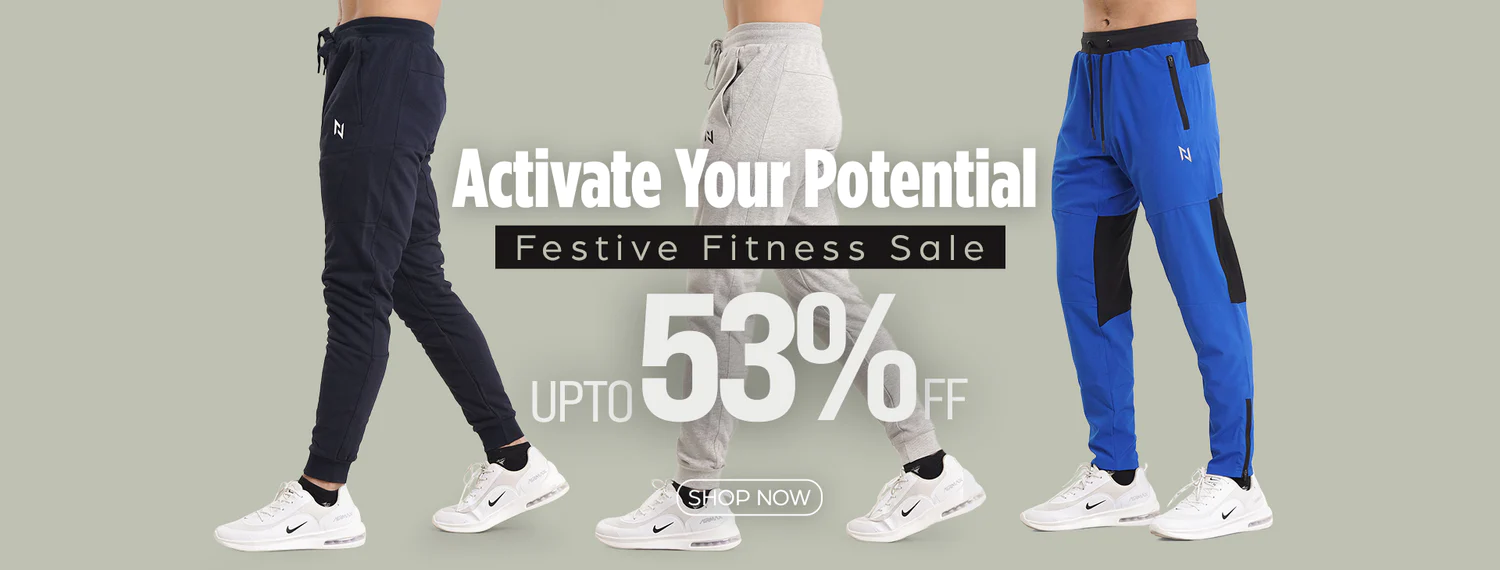 Activate Your Potential
Festive Fitness Sale
UPTO 53% OFF
SHOP NOW